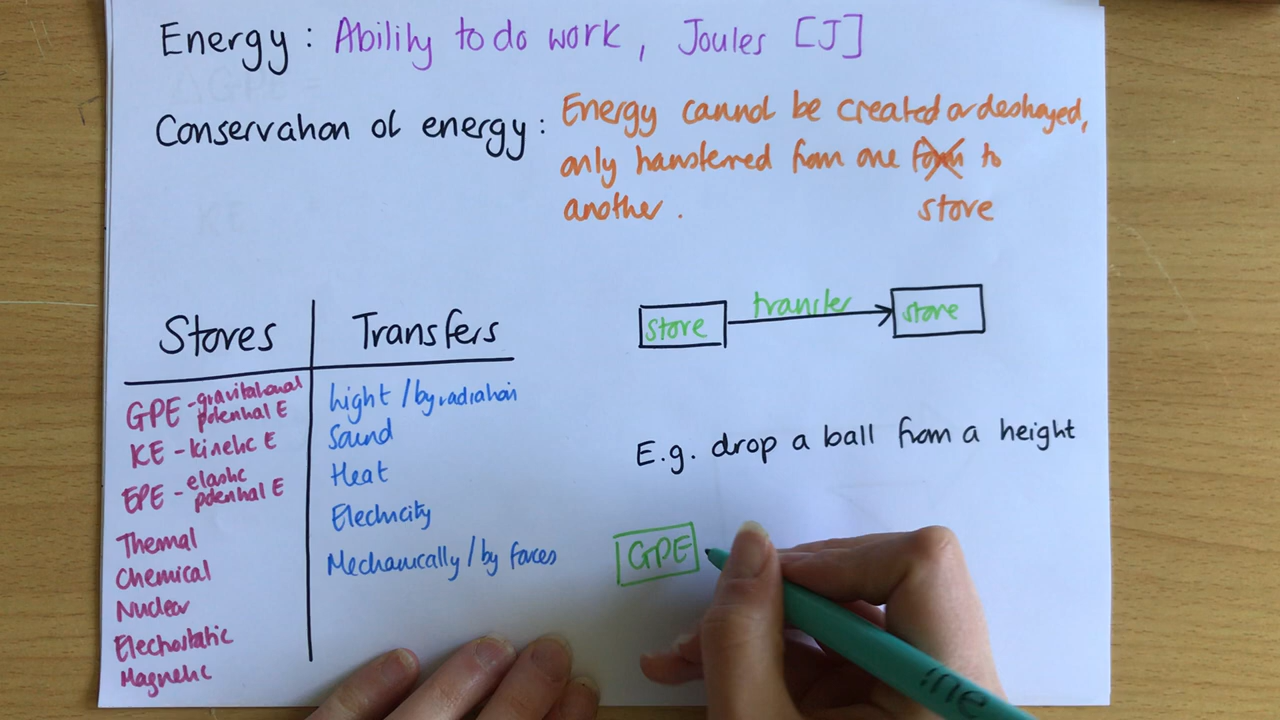 Energy : Ability to do work , Joules [J]
Conservation of energy : Energy cannot be created or destroyed,
only transferred from one form to
another . store
Stores
GPE - gravitational
potential E
KE - kinetic E
EPE - elastic
potential E
Thermal
Chemical
Nuclear
Electrostatic
Magnetic
Transfers
Light / by radiation
Sound
Heat
Electricity
Mechanically / by forces
store transfer store
E.g. drop a ball from a height
GPE
ine